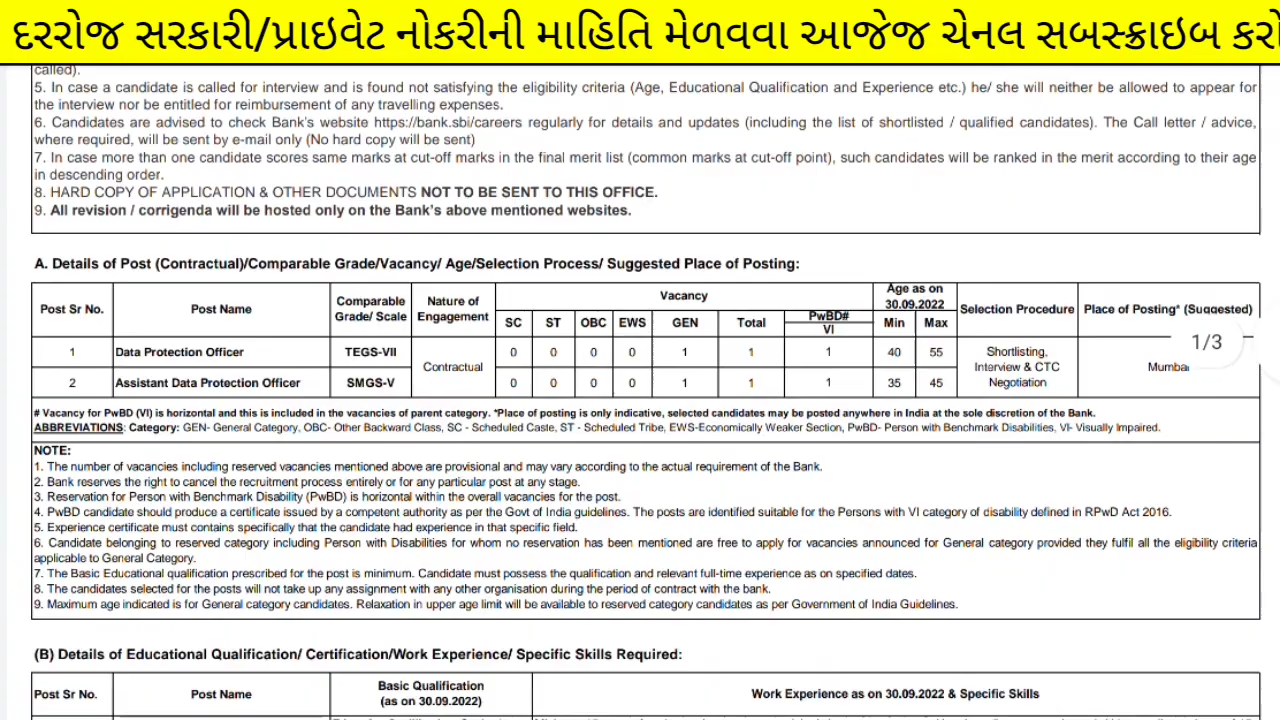 દરરોજ સરકારી/પ્રાઇવેટ નોકરીની માહિતિ મેળવવા આજેજ ચેનલ સબસ્ક્રાઇબ કરો
called).
5. In case a candidate is called for interview and is found not satisfying the eligibility criteria (Age, Educational Qualification and Experience etc.) he/ she will neither be allowed to appear for
the interview nor be entitled for reimbursement of any travelling expenses.
6. Candidates are advised to check Bank's website https://bank.sbi/careers regularly for details and updates (including the list of shortlisted / qualified candidates). The Call letter / advice,
where required, will be sent by e-mail only (No hard copy will be sent)
7. In case more than one candidate scores same marks at cut-off marks in the final merit list (common marks at cut-off point), such candidates will be ranked in the merit according to their age
in descending order.
8. HARD COPY OF APPLICATION & OTHER DOCUMENTS NOT TO BE SENT TO THIS OFFICE.
9. All revision / corrigenda will be hosted only on the Bank's above mentioned websites.
A. Details of Post (Contractual)/Comparable Grade/Vacancy/ Age/Selection Process/ Suggested Place of Posting:
Post Sr No. Post Name Comparable Grade/ Scale Nature of Engagement Vacancy Age as on 30.09.2022 Selection Procedure Place of Posting* (Suggested)
SC ST OBC EWS GEN Total PwBD# VI Min Max
1/3
1 Data Protection Officer TEGS-VII Contractual 0 0 0 0 1 1 1 40 55 Shortlisting, Interview & CTC Negotiation Mumbai
2 Assistant Data Protection Officer SMGS-V 0 0 0 0 1 1 1 35 45
# Vacancy for PwBD (VI) is horizontal and this is included in the vacancies of parent category. *Place of posting is only indicative, selected candidates may be posted anywhere in India at the sole discretion of the Bank.
ABBREVIATIONS: Category: GEN- General Category, OBC- Other Backward Class, SC - Scheduled Caste, ST - Scheduled Tribe, EWS-Economically Weaker Section, PwBD- Person with Benchmark Disabilities, VI- Visually Impaired.
NOTE:
1. The number of vacancies including reserved vacancies mentioned above are provisional and may vary according to the actual requirement of the Bank.
2. Bank reserves the right to cancel the recruitment process entirely or for any particular post at any stage.
3. Reservation for Person with Benchmark Disability (PwBD) is horizontal within the overall vacancies for the post.
4. PwBD candidate should produce a certificate issued by a competent authority as per the Govt of India guidelines. The posts are identified suitable for the Persons with VI category of disability defined in RPwD Act 2016.
5. Experience certificate must contains specifically that the candidate had experience in that specific field.
6. Candidate belonging to reserved category including Person with Disabilities for whom no reservation has been mentioned are free to apply for vacancies announced for General category provided they fulfil all the eligibility criteria
applicable to General Category.
7. The Basic Educational qualification prescribed for the post is minimum. Candidate must possess the qualification and relevant full-time experience as on specified dates.
8. The candidates selected for the posts will not take up any assignment with any other organisation during the period of contract with the bank.
9. Maximum age indicated is for General category candidates. Relaxation in upper age limit will be available to reserved category candidates as per Government of India Guidelines.
(B) Details of Educational Qualification/ Certification/Work Experience/ Specific Skills Required:
Post Sr No. Post Name Basic Qualification (as on 30.09.2022) Work Experience as on 30.09.2022 & Specific Skills